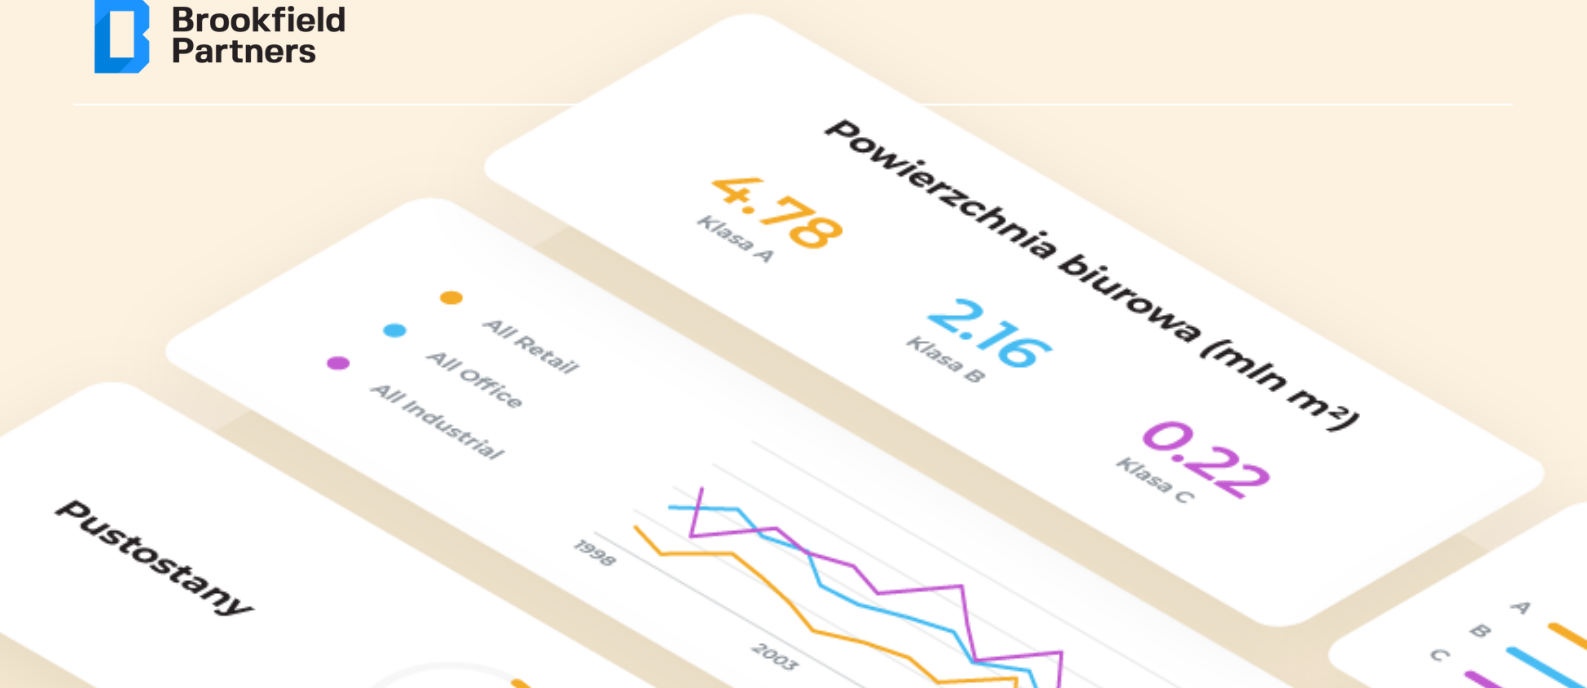 Brookfield
Partners
Powierzchnia biurowa (mln m²)
4.78
Klasa A
2.16
Klasa B
0.22
Klasa C
All Retail
All Office
All Industrial
1998
2003
Pustostany
A
B
C